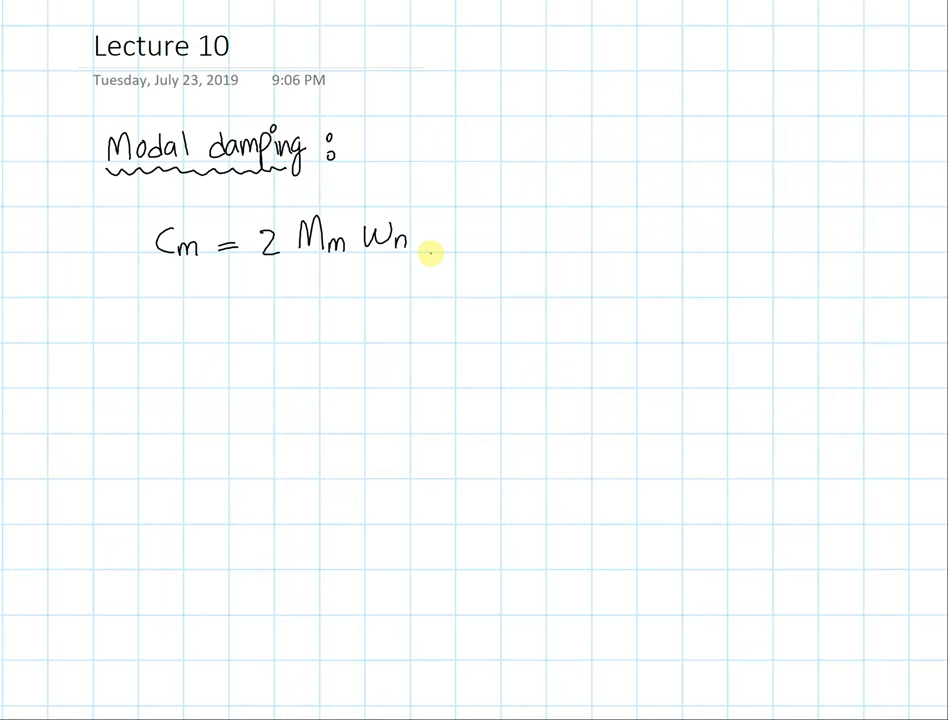 Lecture 10
Tuesday, July 23, 2019 9:06 PM
Modal damping :
Cm = 2 Mm ωn